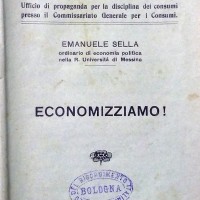 Ufficio di propaganda per la disciplina dei consumi
presso il Commissariato Generale per i Consumi.
EMANUELE SELLA
ordinario di economia politica
nella R. Università di Messina
ECONOMIZZIAMO!
RISORGIMENTO
BOLOGNA